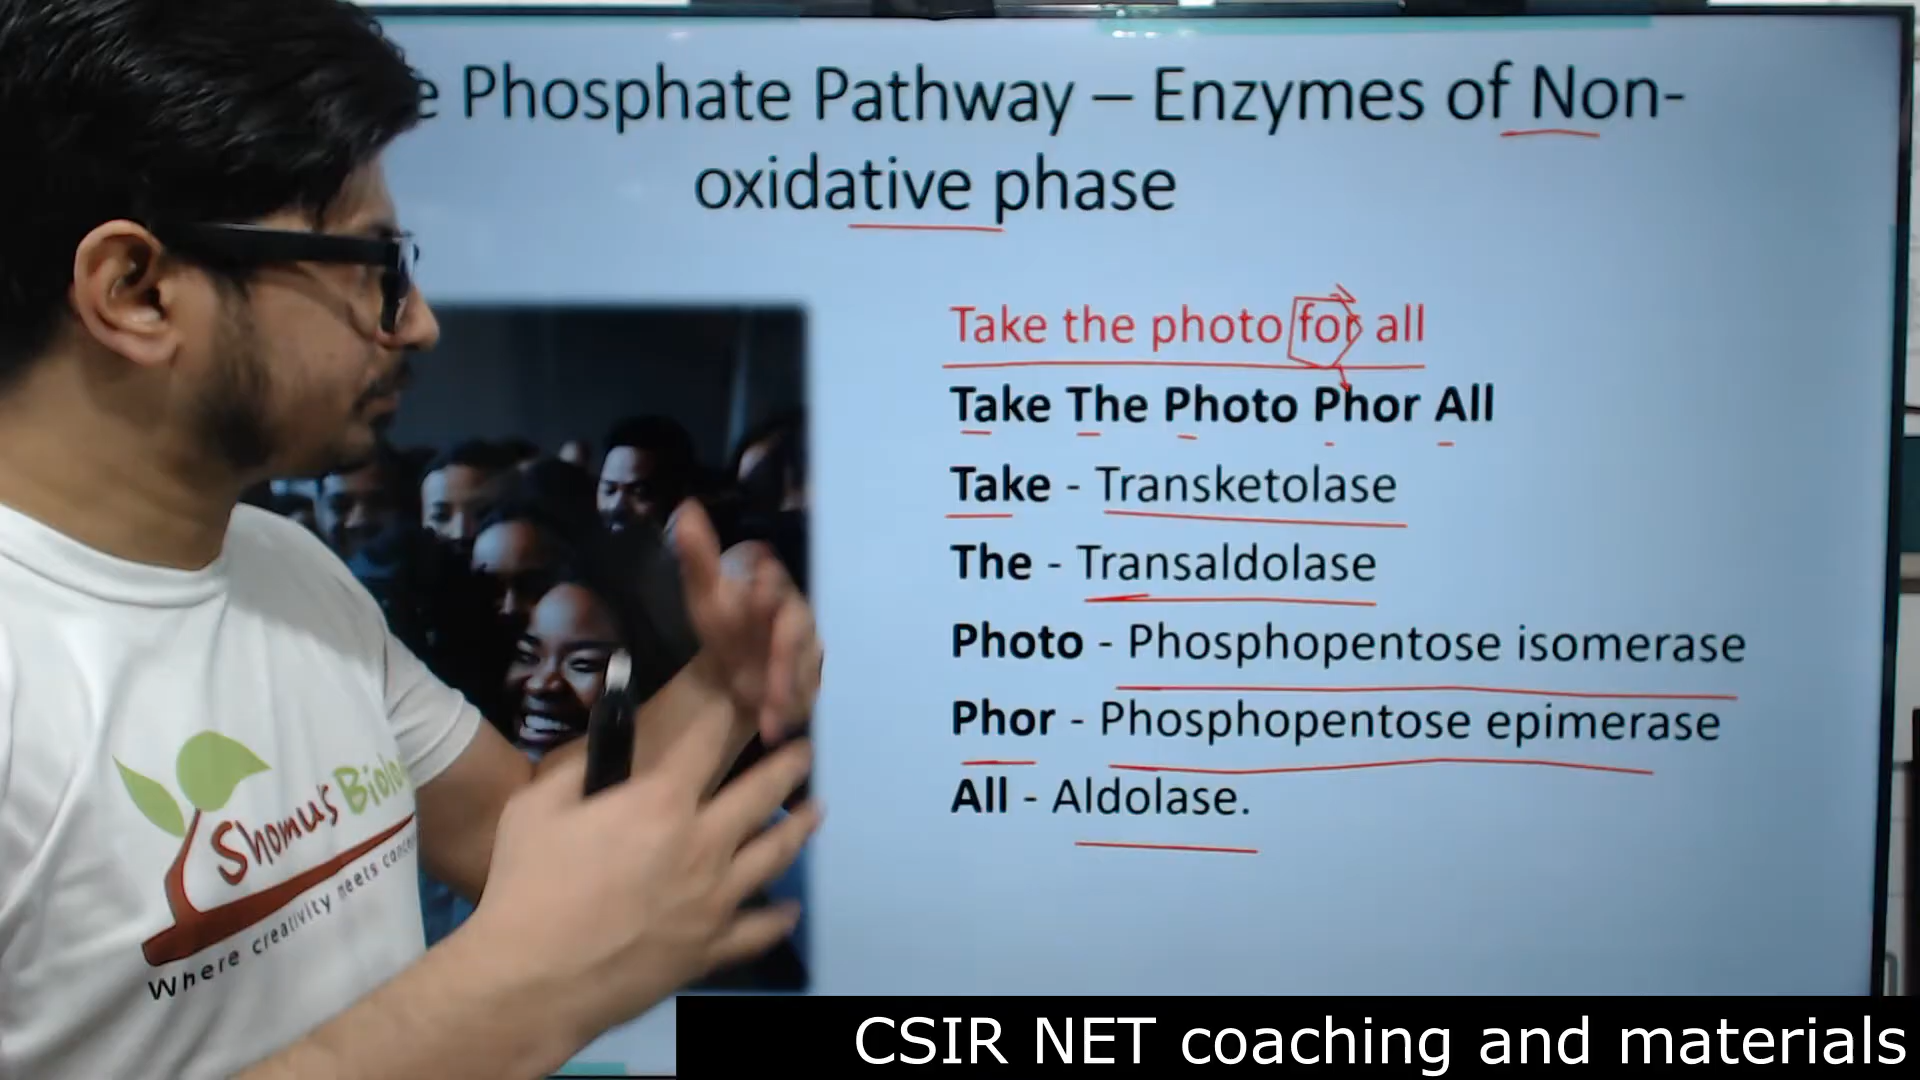 e Phosphate Pathway – Enzymes of Non-
oxidative phase
Take the photo for all
Take The Photo Phor All
Take - Transketolase
The - Transaldolase
Photo - Phosphopentose isomerase
Phor - Phosphopentose epimerase
All - Aldolase.
Shomu's Biolo
Where creativity meets conce
CSIR NET coaching and materials